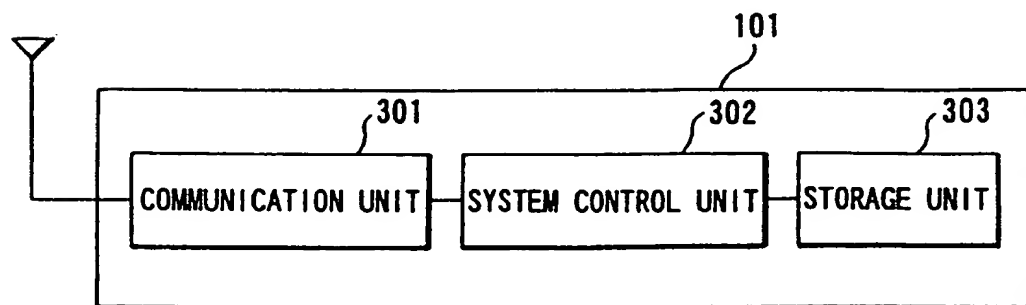 101
301
302
303
COMMUNICATION UNIT
SYSTEM CONTROL UNIT
STORAGE UNIT